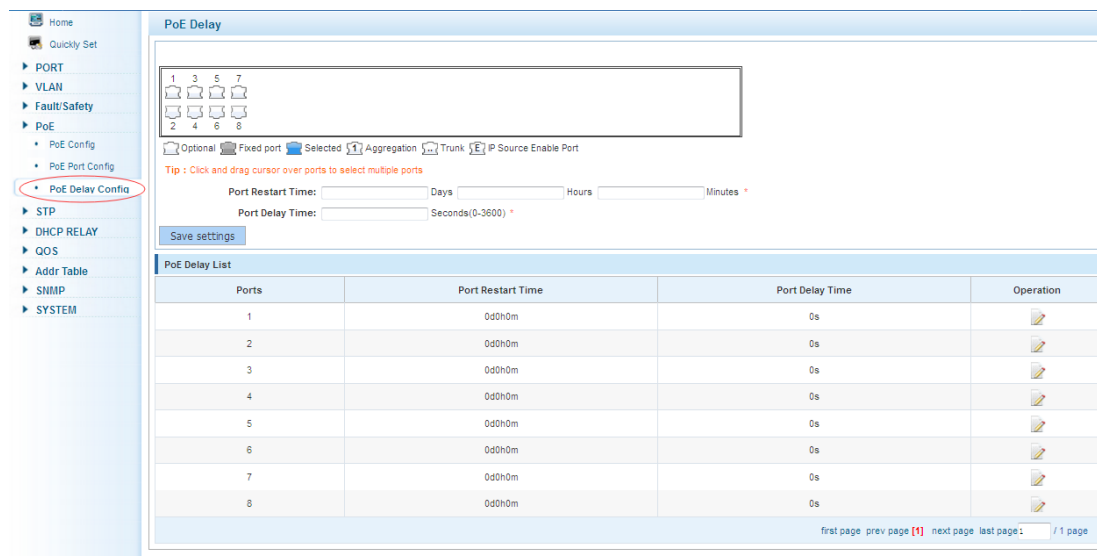 Home
Quickly Set
PORT
VLAN
Fault/Safety
PoE
PoE Config
PoE Port Config
PoE Delay Config
STP
DHCP RELAY
QOS
Addr Table
SNMP
SYSTEM
PoE Delay
1 3 5 7
2 4 6 8
Optional Fixed port Selected 1 Aggregation ... Trunk E IP Source Enable Port
Tip : Click and drag cursor over ports to select multiple ports
Port Restart Time: Days Hours Minutes *
Port Delay Time: Seconds(0-3600) *
Save settings
PoE Delay List
Ports Port Restart Time Port Delay Time Operation
1 0d0h0m 0s
2 0d0h0m 0s
3 0d0h0m 0s
4 0d0h0m 0s
5 0d0h0m 0s
6 0d0h0m 0s
7 0d0h0m 0s
8 0d0h0m 0s
first page prev page [1] next page last page 1 / 1 page